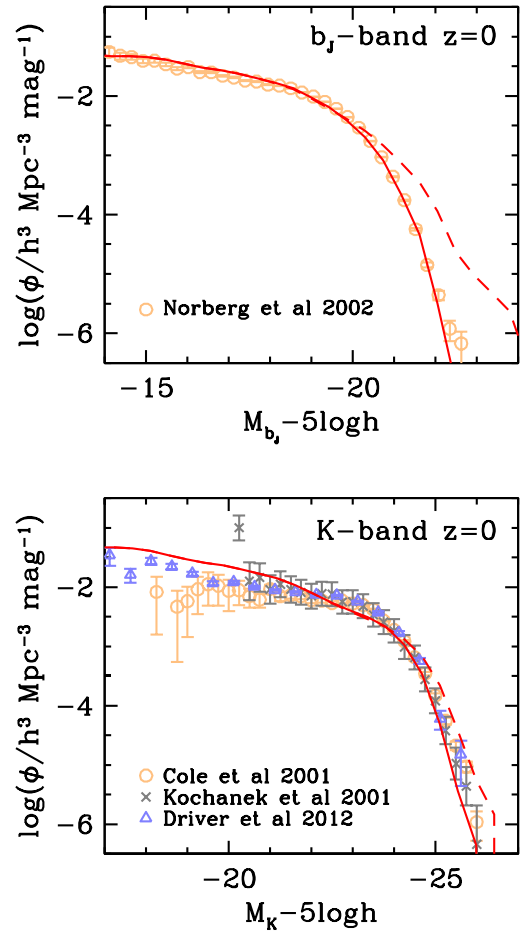 b_J-band z=0
-2
-4
-6
log(ϕ/h³ Mpc⁻³ mag⁻¹)
Norberg et al 2002
-15
-20
M_{b_J}-5logh
K-band z=0
-2
-4
-6
log(ϕ/h³ Mpc⁻³ mag⁻¹)
Cole et al 2001
Kochanek et al 2001
Driver et al 2012
-20
-25
M_K-5logh